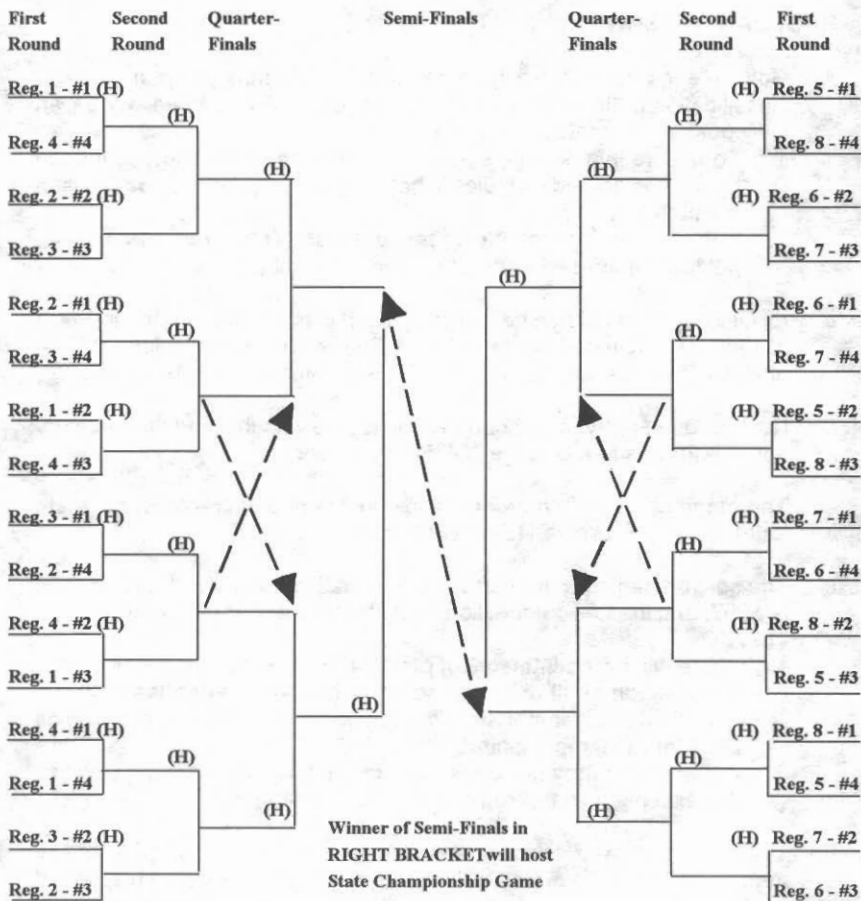 First Second Quarter- Semi-Finals Quarter- Second First
Round Round Finals Finals Round Round
Reg. 1 - #1 (H)
(H)
Reg. 4 - #4
(H)
Reg. 2 - #2 (H)
Reg. 3 - #3
Reg. 2 - #1 (H)
(H)
Reg. 3 - #4
Reg. 1 - #2 (H)
Reg. 4 - #3
Reg. 3 - #1 (H)
(H)
Reg. 2 - #4
Reg. 4 - #2 (H)
Reg. 1 - #3
(H)
Reg. 4 - #1 (H)
(H)
Reg. 1 - #4
(H)
Reg. 3 - #2 (H)
Reg. 2 - #3
Winner of Semi-Finals in
RIGHT BRACKETwill host
State Championship Game
(H) Reg. 5 - #1
(H)
Reg. 8 - #4
(H)
(H) Reg. 6 - #2
Reg. 7 - #3
(H)
(H) Reg. 6 - #1
(H)
Reg. 7 - #4
(H) Reg. 5 - #2
Reg. 8 - #3
(H) Reg. 7 - #1
(H)
Reg. 6 - #4
(H) Reg. 8 - #2
Reg. 5 - #3
(H) Reg. 8 - #1
(H)
Reg. 5 - #4
(H)
(H) Reg. 7 - #2
Reg. 6 - #3